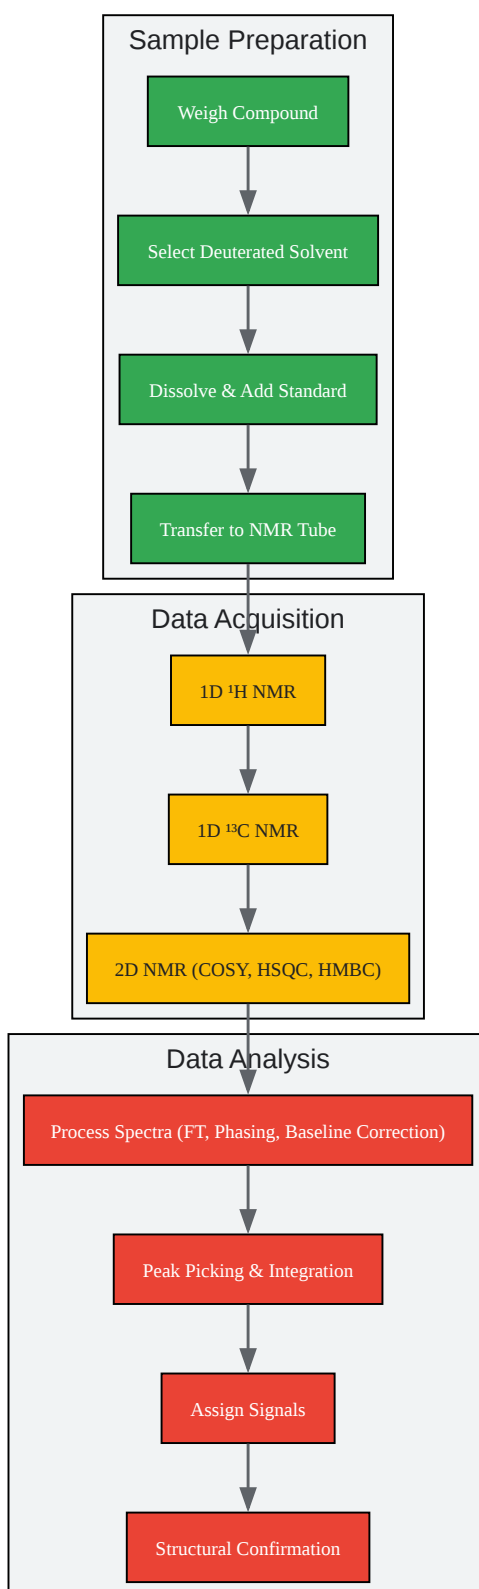 Sample Preparation
Weigh Compound
Select Deuterated Solvent
Dissolve & Add Standard
Transfer to NMR Tube
Data Acquisition
1D ¹H NMR
1D ¹³C NMR
2D NMR (COSY, HSQC, HMBC)
Data Analysis
Process Spectra (FT, Phasing, Baseline Correction)
Peak Picking & Integration
Assign Signals
Structural Confirmation